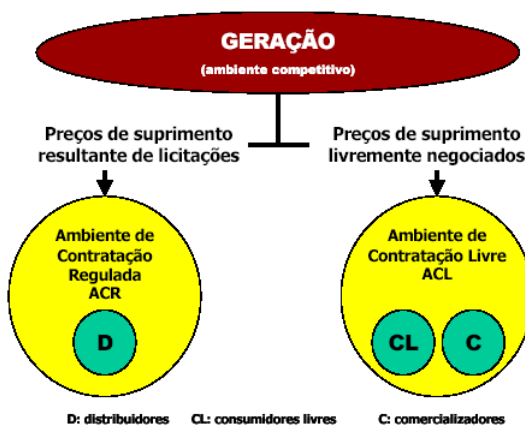 GERAÇÃO
(ambiente competitivo)
Preços de suprimento
resultante de licitações
Preços de suprimento
livremente negociados
Ambiente de
Contratação
Regulada
ACR
D
Ambiente de
Contratação Livre
ACL
CL
C
D: distribuidores
CL: consumidores livres
C: comercializadores